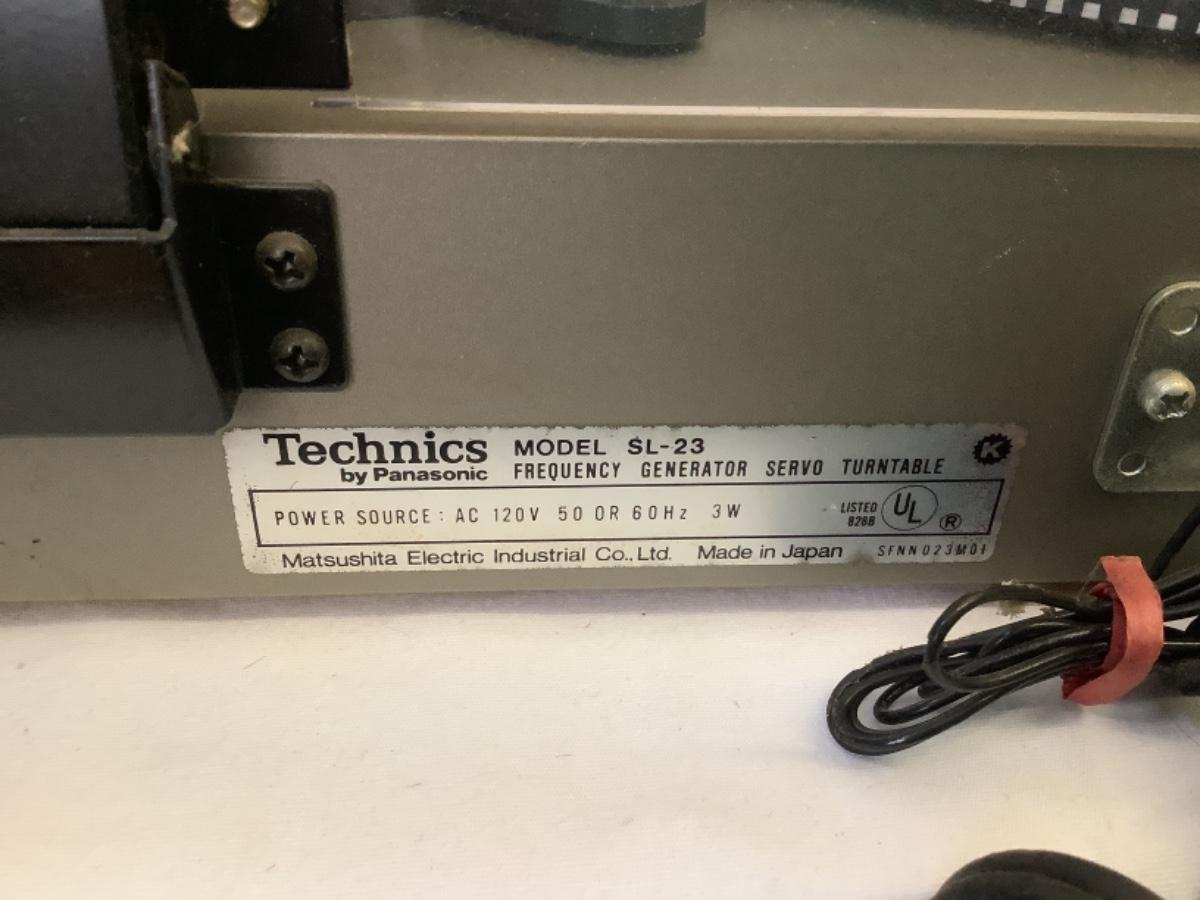 Technics MODEL SL-23
by Panasonic FREQUENCY GENERATOR SERVO TURNTABLE K
POWER SOURCE: AC 120V 50 OR 60Hz 3W
LISTED UL ®
828B
Matsushita Electric Industrial Co., Ltd. Made in Japan SFNN023M01